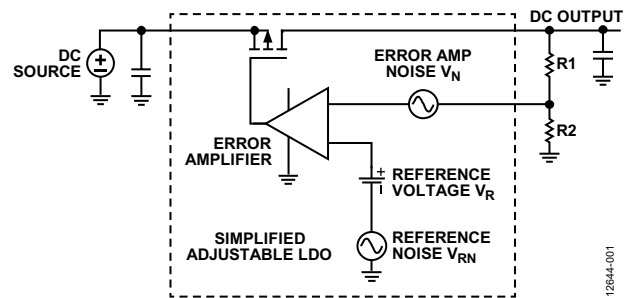 DC OUTPUT
DC
SOURCE
ERROR AMP
NOISE VN
R1
R2
ERROR
AMPLIFIER
+
REFERENCE
VOLTAGE VR
SIMPLIFIED
ADJUSTABLE LDO
REFERENCE
NOISE VRN
12644-001